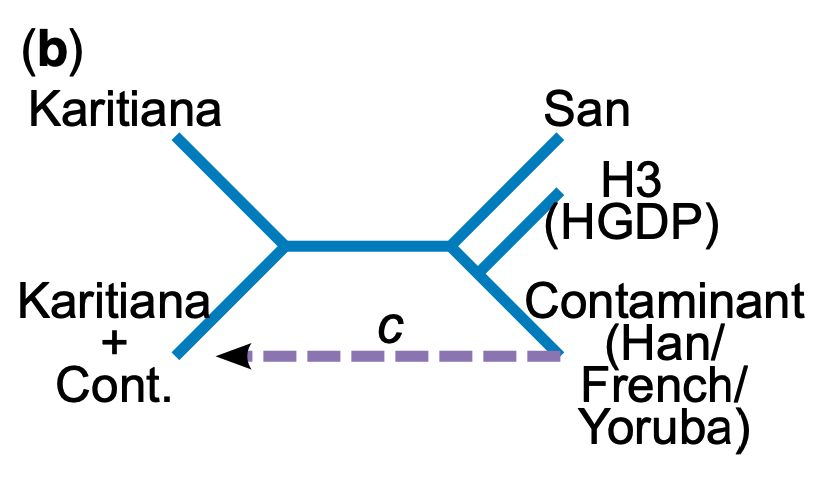 (b)
Karitiana
San
H3
(HGDP)
Karitiana
+
Cont.
c
Contaminant
(Han/
French/
Yoruba)